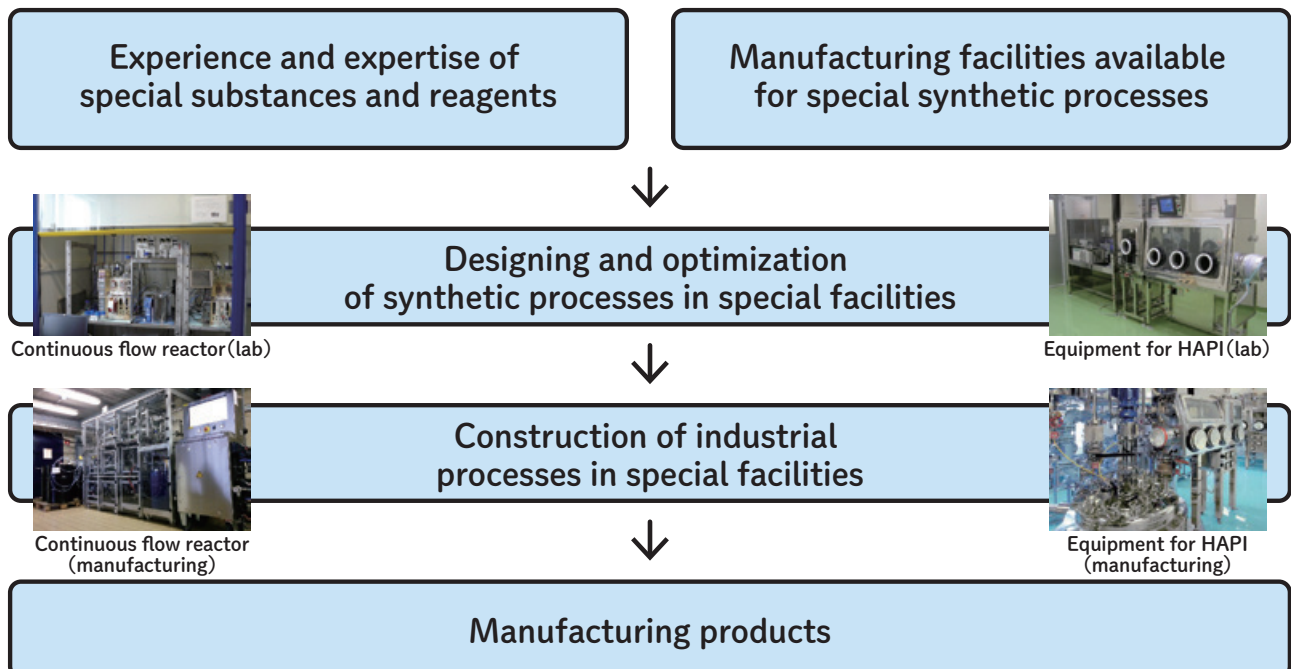 Experience and expertise of
special substances and reagents
Manufacturing facilities available
for special synthetic processes
Designing and optimization
of synthetic processes in special facilities
Continuous flow reactor(lab)
Equipment for HAPI(lab)
Construction of industrial
processes in special facilities
Continuous flow reactor
(manufacturing)
Equipment for HAPI
(manufacturing)
Manufacturing products